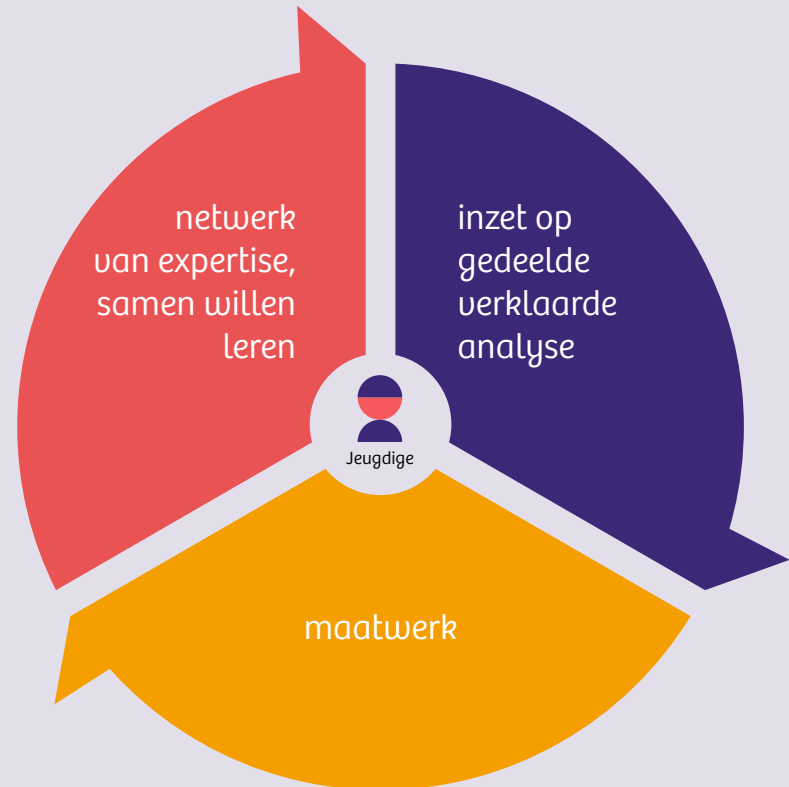 netwerk
van expertise,
samen willen
leren
inzet op
gedeelde
verklaarde
analyse
Jeugdige
maatwerk